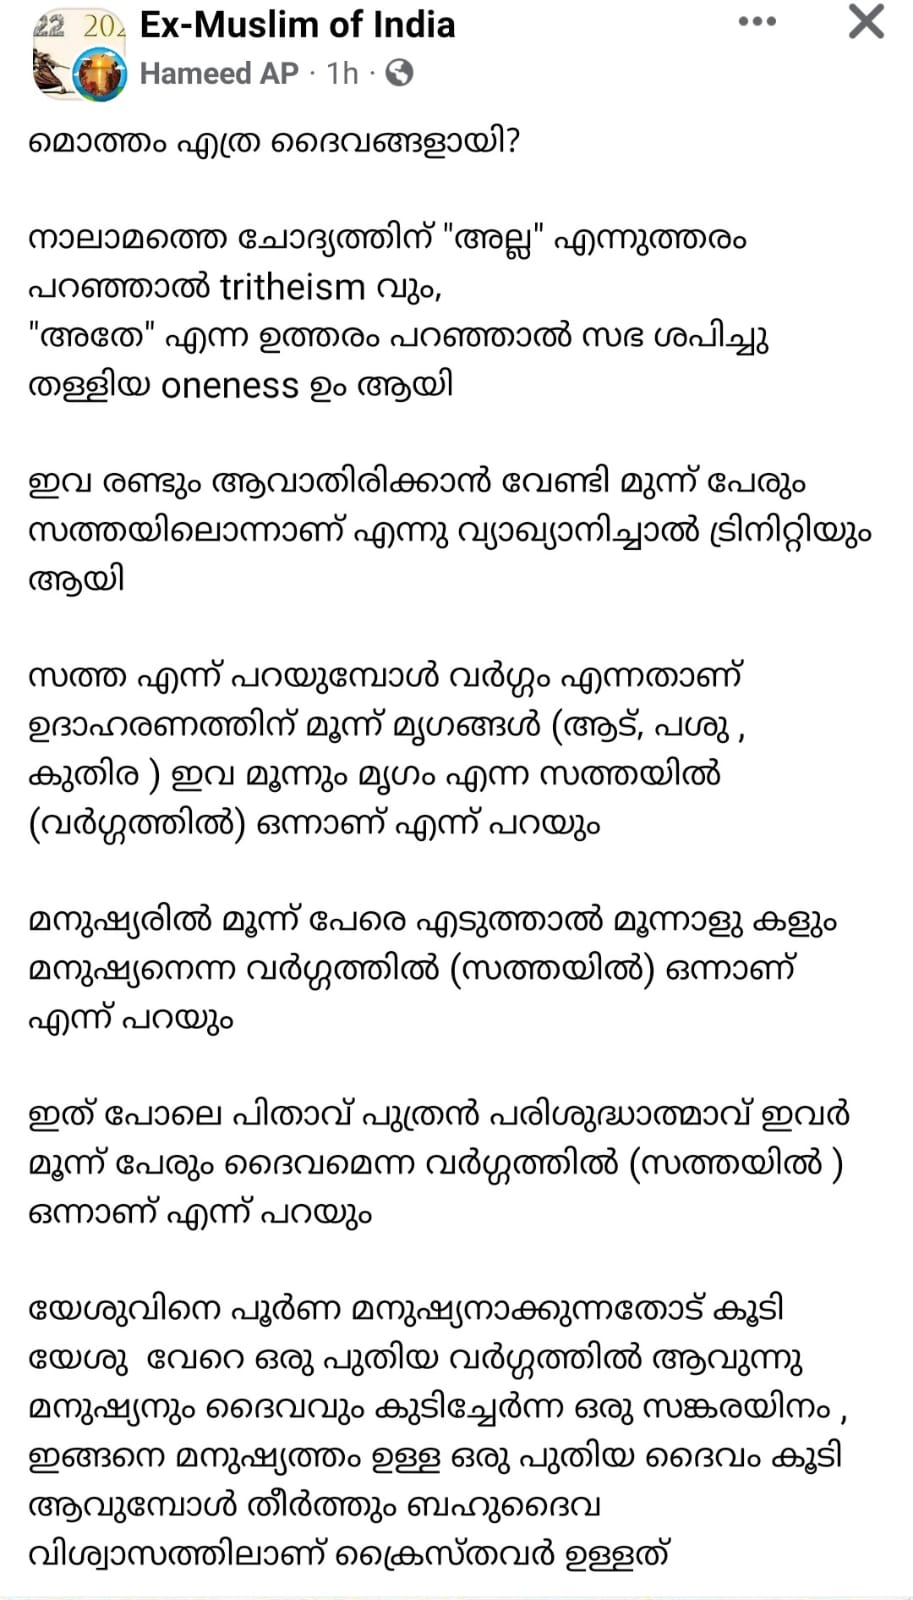 22 202
Ex-Muslim of India
Hameed AP · 1h ·
മൊത്തം എത്ര ദൈവങ്ങളായി?
നാലാമത്തെ ചോദ്യത്തിന് "അല്ല" എന്നുത്തരം
പറഞ്ഞാൽ tritheism വും,
"അതേ" എന്ന ഉത്തരം പറഞ്ഞാൽ സഭ ശപിച്ചു
തള്ളിയ oneness ഉം ആയി
ഇവ രണ്ടും ആവാതിരിക്കാൻ വേണ്ടി മുന്ന് പേരും
സത്തയിലൊന്നാണ് എന്നു വ്യാഖ്യാനിച്ചാൽ ട്രിനിറ്റിയും
ആയി
സത്ത എന്ന് പറയുമ്പോൾ വർഗ്ഗം എന്നതാണ്
ഉദാഹരണത്തിന് മൂന്ന് മൃഗങ്ങൾ (ആട്, പശു ,
കുതിര ) ഇവ മൂന്നും മൃഗം എന്ന സത്തയിൽ
(വർഗ്ഗത്തിൽ) ഒന്നാണ് എന്ന് പറയും
മനുഷ്യരിൽ മൂന്ന് പേരെ എടുത്താൽ മൂന്നാളു കളും
മനുഷ്യനെന്ന വർഗ്ഗത്തിൽ (സത്തയിൽ) ഒന്നാണ്
എന്ന് പറയും
ഇത് പോലെ പിതാവ് പുത്രൻ പരിശുദ്ധാത്മാവ് ഇവർ
മൂന്ന് പേരും ദൈവമെന്ന വർഗ്ഗത്തിൽ (സത്തയിൽ )
ഒന്നാണ് എന്ന് പറയും
യേശുവിനെ പൂർണ മനുഷ്യനാക്കുന്നതോട് കൂടി
യേശു വേറെ ഒരു പുതിയ വർഗ്ഗത്തിൽ ആവുന്നു
മനുഷ്യനും ദൈവവും കുടിച്ചേർന്ന ഒരു സങ്കരയിനം ,
ഇങ്ങനെ മനുഷ്യത്തം ഉള്ള ഒരു പുതിയ ദൈവം കൂടി
ആവുമ്പോൾ തീർത്തും ബഹുദൈവ
വിശ്വാസത്തിലാണ് ക്രൈസ്തവർ ഉള്ളത്